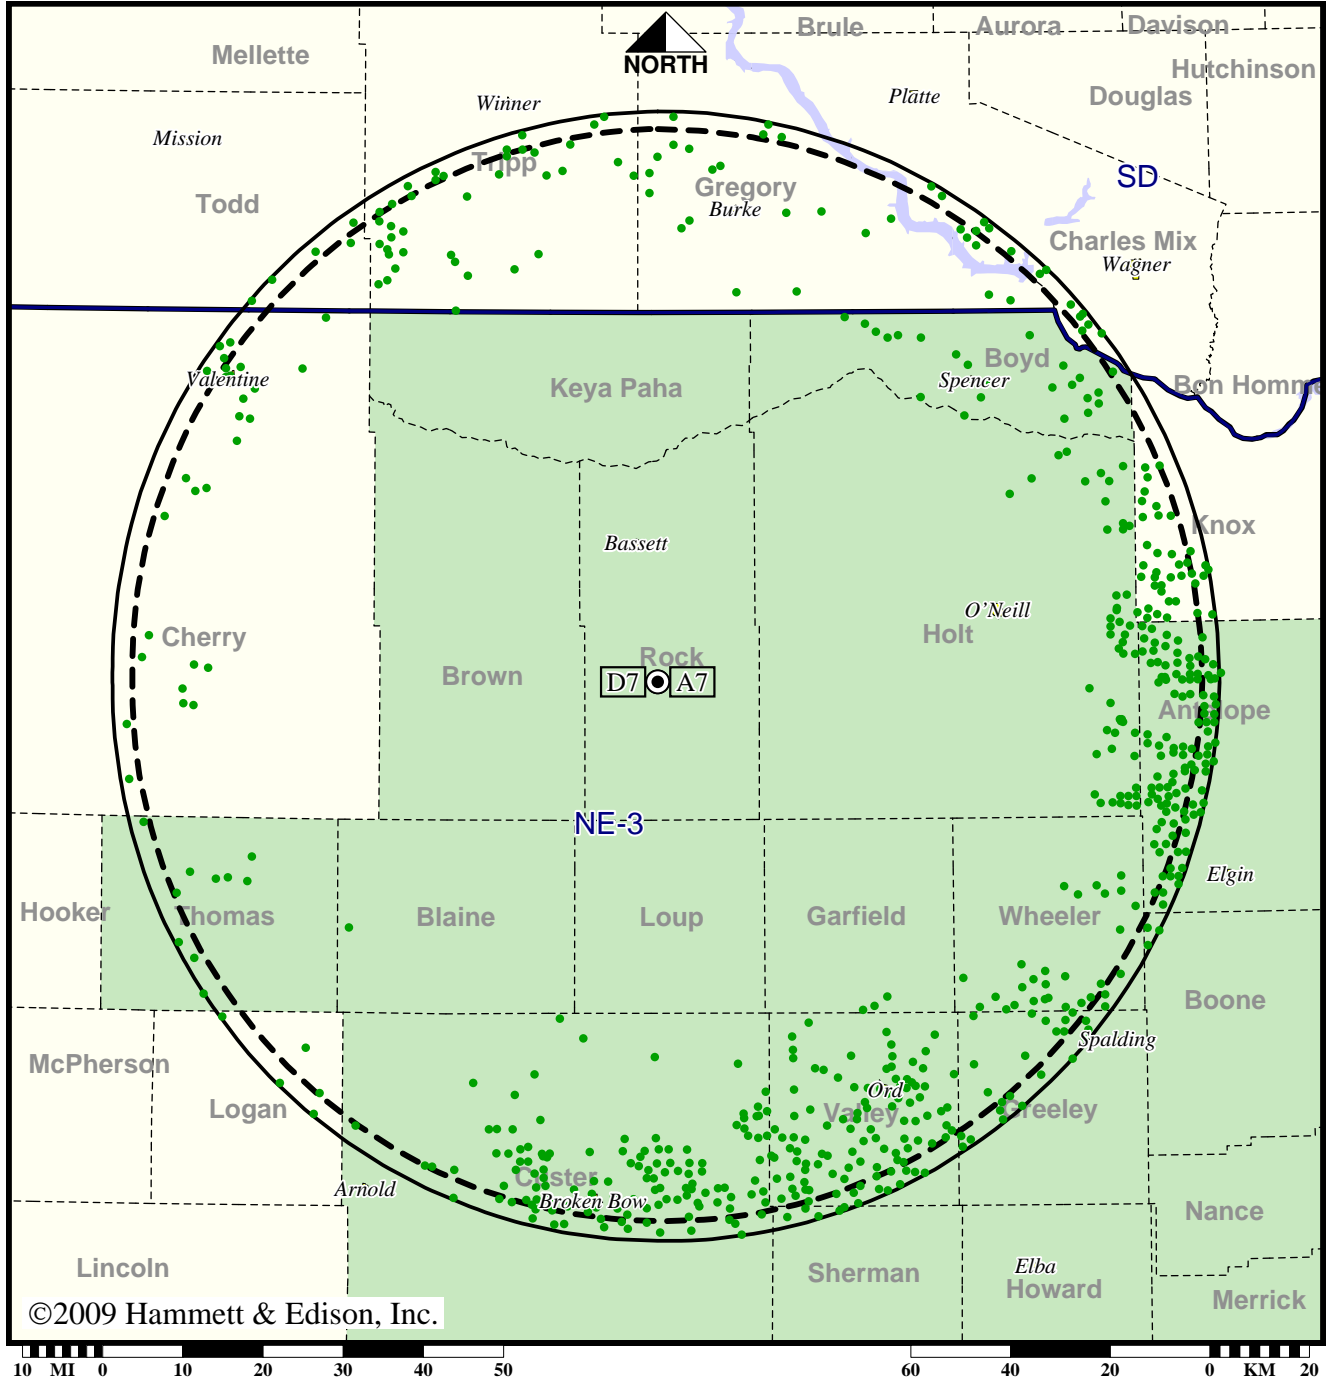 Brule
Aurora
Davison
Mellette
NORTH
Hutchinson
Winner
Platte
Douglas
Mission
Tripp
SD
Gregory
Todd
Burke
Charles Mix
Wagner
Boyd
Valentine
Keya Paha
Spencer
Bon Homme
Knox
Bassett
O'Neill
Cherry
Holt
Rock
Brown
D7 A7
Antelope
NE-3
Elgin
Hooker
Thomas
Blaine
Loup
Garfield
Wheeler
Boone
Spalding
McPherson
Ord
Logan
Valley
Greeley
Custer
Arnold
Broken Bow
Nance
Lincoln
Elba
Sherman
Howard
Merrick
©2009 Hammett & Edison, Inc.
10 MI 0 10 20 30 40 50 60 40 20 0 KM 20